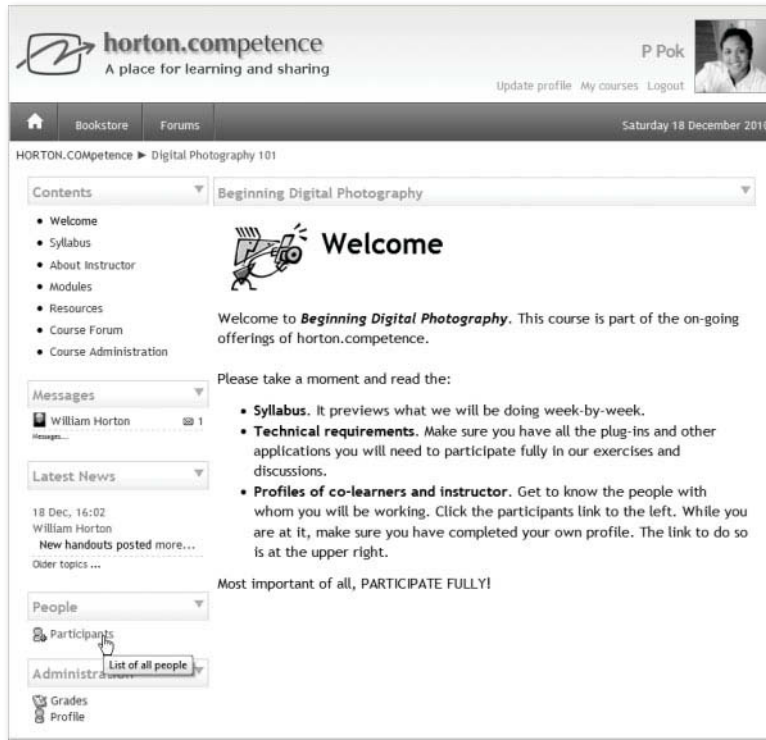 horton.competence
A place for learning and sharing
P Pok
Update profile My courses Logout
Bookstore Forums
Saturday 18 December 2010
HORTON.COMpetence ► Digital Photography 101
Contents
• Welcome
• Syllabus
• About Instructor
• Modules
• Resources
• Course Forum
• Course Administration
Messages
William Horton 1
Messages...
Latest News
18 Dec, 16:02
William Horton
New handouts posted more...
Older topics ...
People
Participants
List of all people
Administration
Grades
Profile
Beginning Digital Photography
Welcome
Welcome to Beginning Digital Photography. This course is part of the on-going
offerings of horton.competence.
Please take a moment and read the:
• Syllabus. It previews what we will be doing week-by-week.
• Technical requirements. Make sure you have all the plug-ins and other
applications you will need to participate fully in our exercises and
discussions.
• Profiles of co-learners and instructor. Get to know the people with
whom you will be working. Click the participants link to the left. While you
are at it, make sure you have completed your own profile. The link to do so
is at the upper right.
Most important of all, PARTICIPATE FULLY!